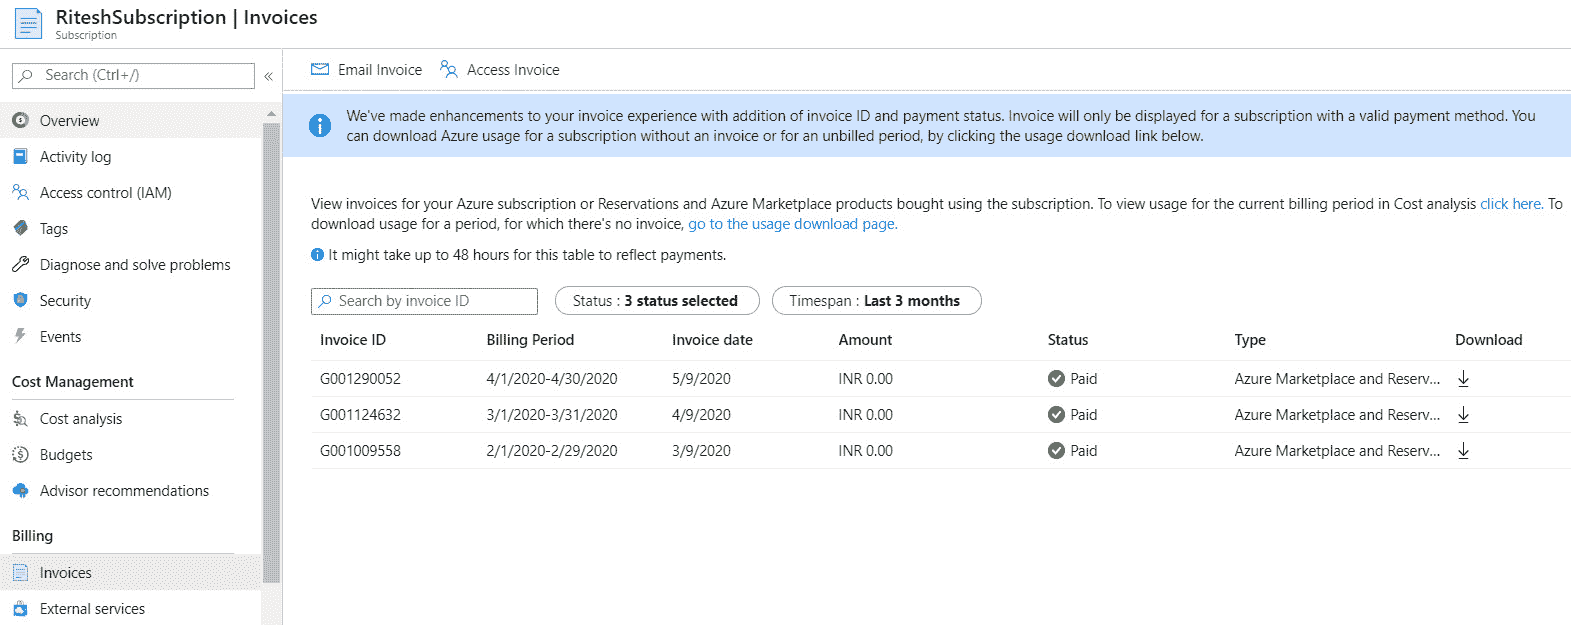 RiteshSubscription | Invoices
Subscription
Search (Ctrl+/)
«
Overview
Activity log
Access control (IAM)
Tags
Diagnose and solve problems
Security
Events
Cost Management
Cost analysis
Budgets
Advisor recommendations
Billing
Invoices
External services
Email Invoice Access Invoice
We've made enhancements to your invoice experience with addition of invoice ID and payment status. Invoice will only be displayed for a subscription with a valid payment method. You
can download Azure usage for a subscription without an invoice or for an unbilled period, by clicking the usage download link below.
View invoices for your Azure subscription or Reservations and Azure Marketplace products bought using the subscription. To view usage for the current billing period in Cost analysis click here. To
download usage for a period, for which there's no invoice, go to the usage download page.
It might take up to 48 hours for this table to reflect payments.
Search by invoice ID Status : 3 status selected Timespan : Last 3 months
Invoice ID Billing Period Invoice date Amount Status Type Download
G001290052 4/1/2020-4/30/2020 5/9/2020 INR 0.00 Paid Azure Marketplace and Reserv...
G001124632 3/1/2020-3/31/2020 4/9/2020 INR 0.00 Paid Azure Marketplace and Reserv...
G001009558 2/1/2020-2/29/2020 3/9/2020 INR 0.00 Paid Azure Marketplace and Reserv...